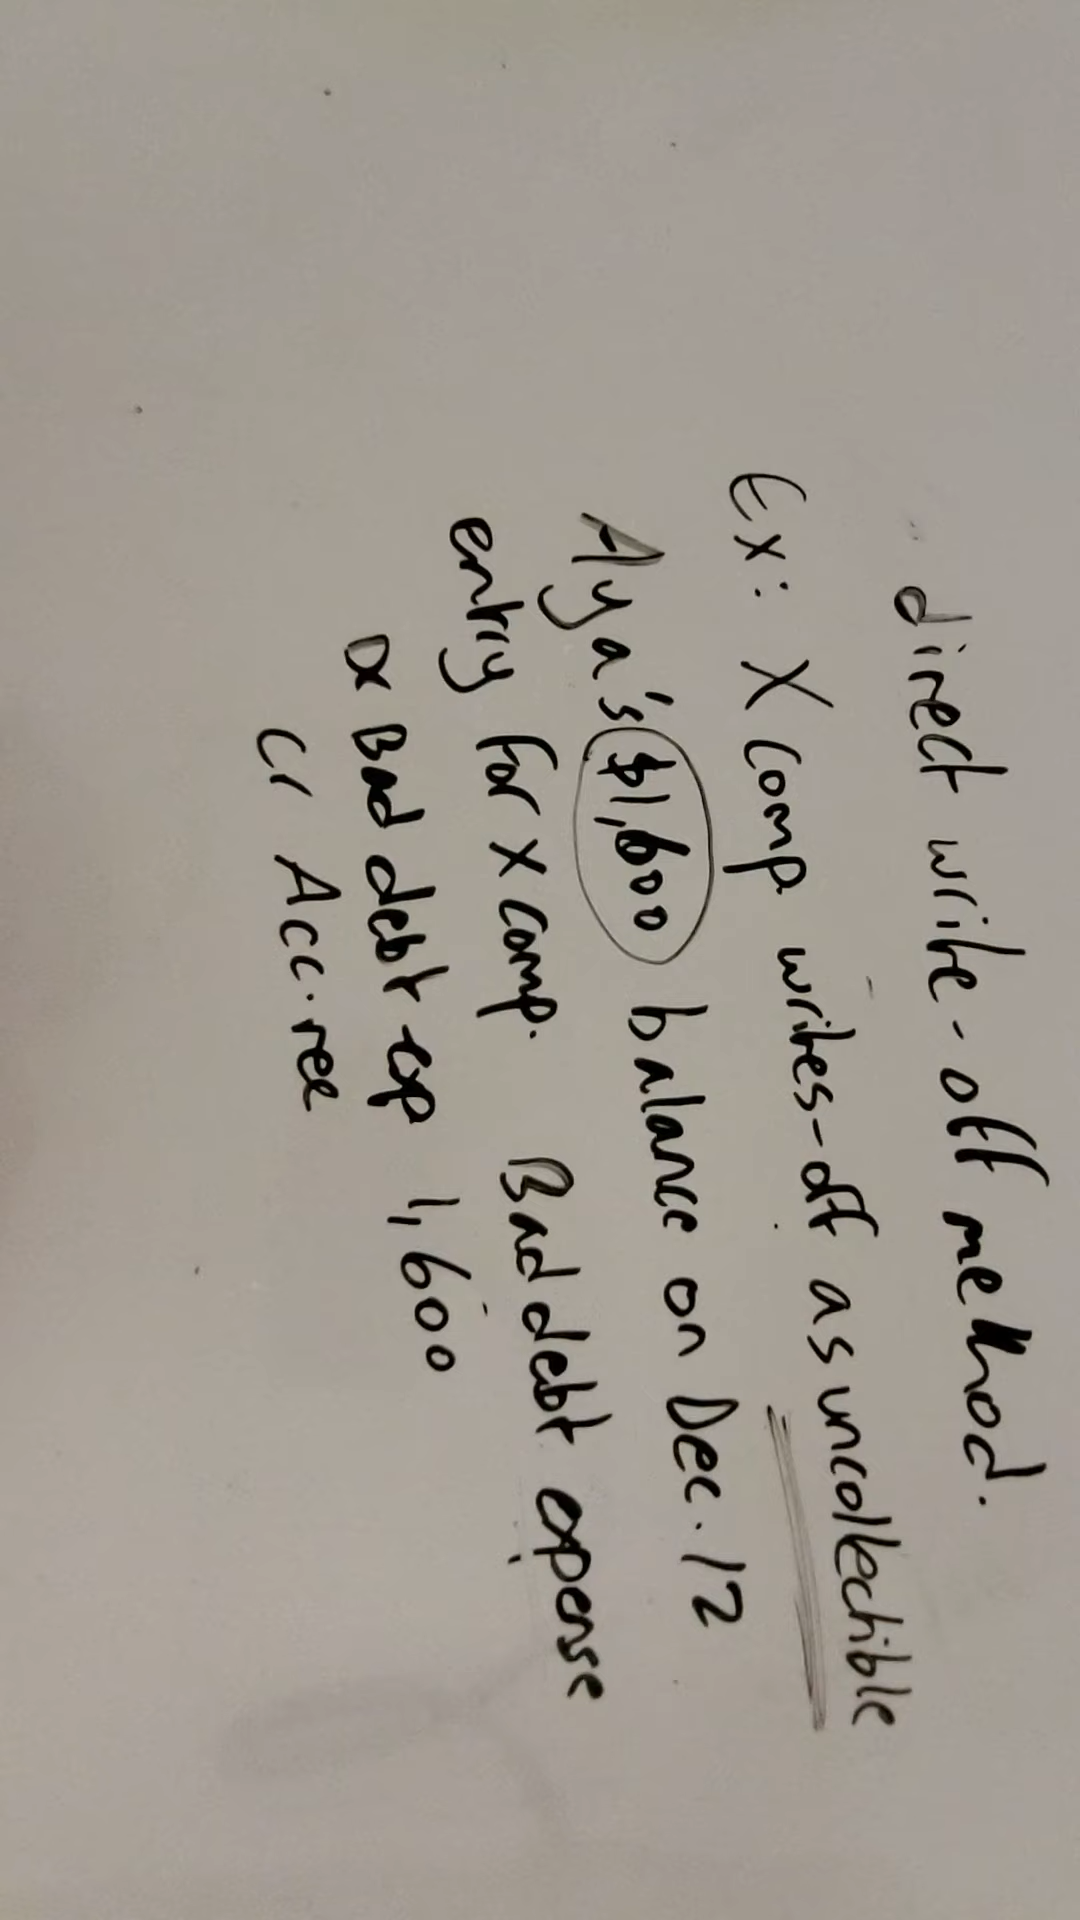 direct write-off method.
Ex: X comp writes-off as uncollectible
Aya's $1,600 balance on Dec. 12
entry for X comp. Bad debt expense
Dr Bad debt exp 1,600
Cr Acc. rec